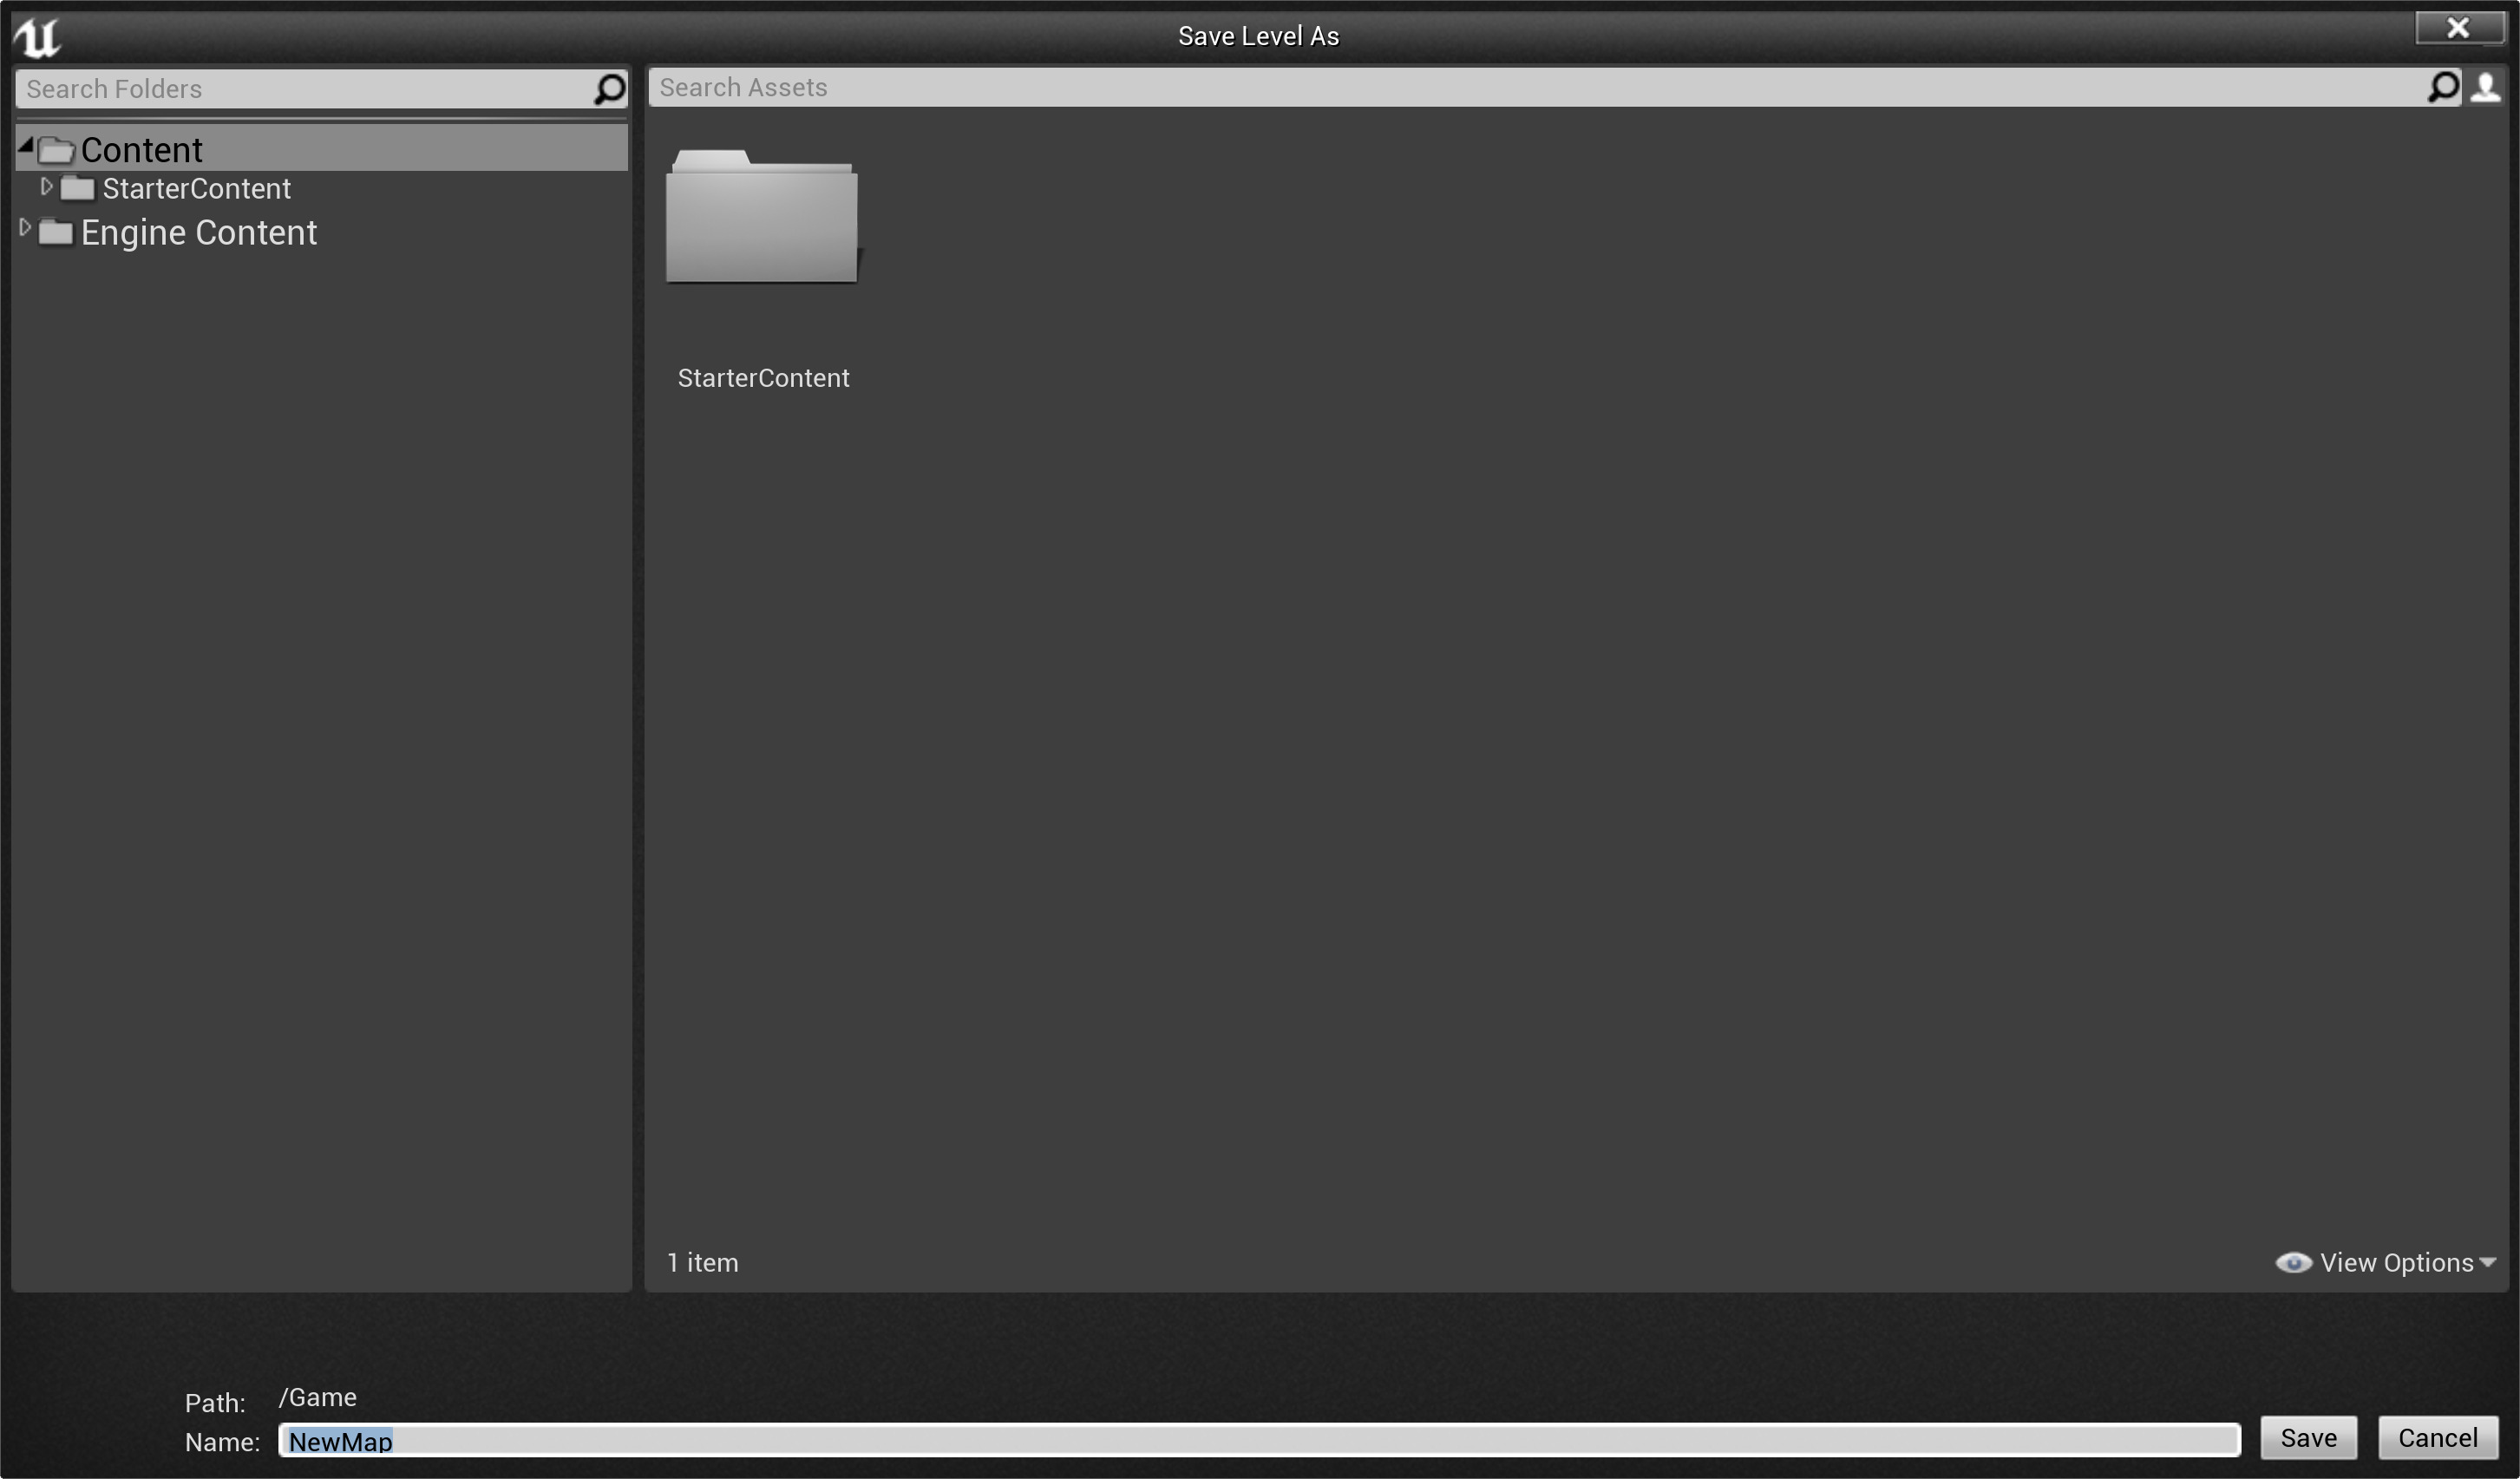 Save Level As
Search Folders
Search Assets
Content
StarterContent
Engine Content
StarterContent
1 item
View Options
Path: /Game
Name: NewMap
Save
Cancel